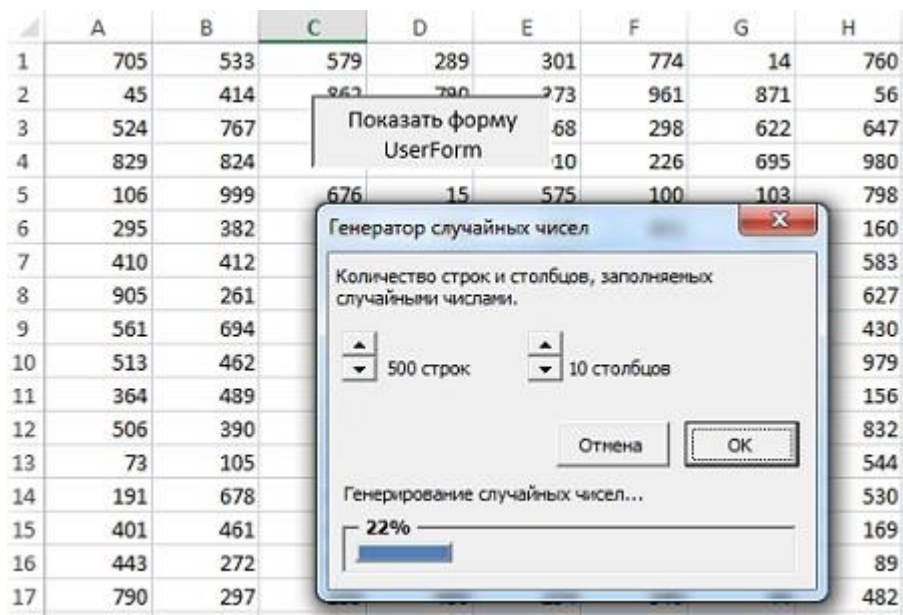 A B C D E F G H
1 705 533 579 289 301 774 14 760
2 45 414 862 790 273 961 871 56
3 524 767 68 298 622 647
4 829 824 10 226 695 980
5 106 999 676 15 575 100 103 798
6 295 382 160
7 410 412 583
8 905 261 627
9 561 694 430
10 513 462 979
11 364 489 156
12 506 390 832
13 73 105 544
14 191 678 530
15 401 461 169
16 443 272 89
17 790 297 482
Показать форму
UserForm
Генератор случайных чисел
Количество строк и столбцов, заполняемых
случайными числами.
500 строк 10 столбцов
Отмена OK
Генерирование случайных чисел...
22%